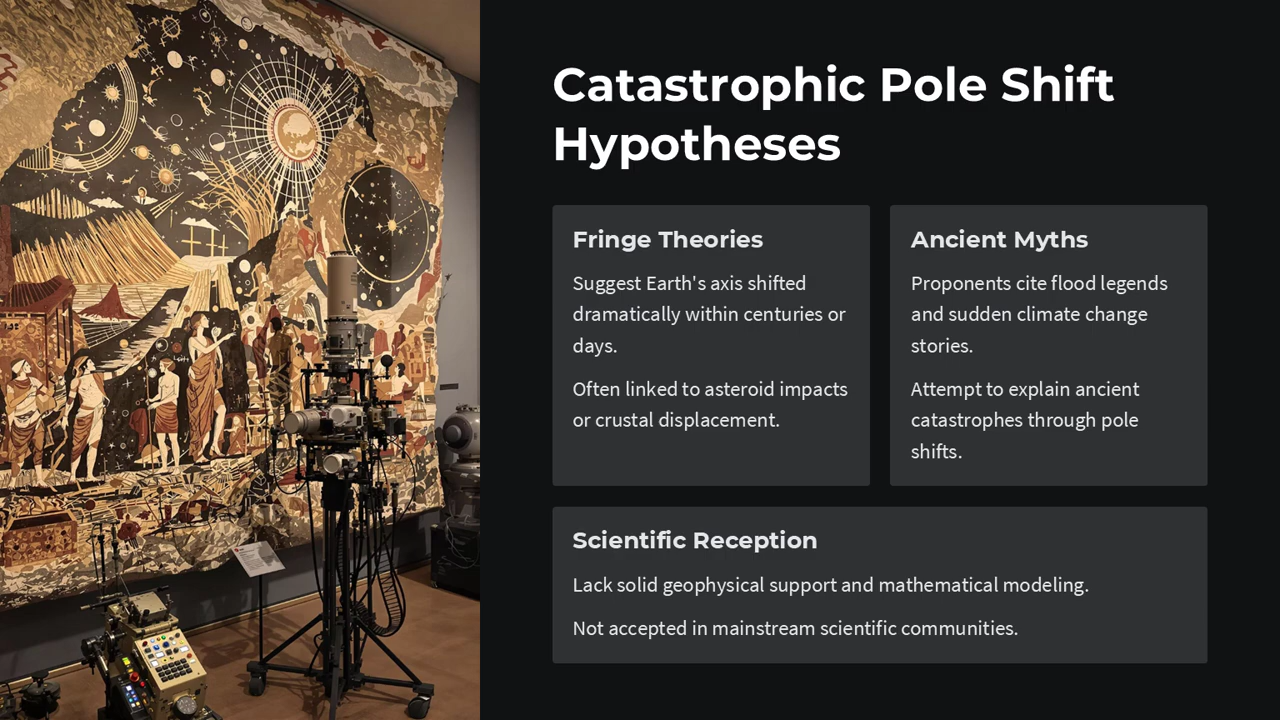 Catastrophic Pole Shift
Hypotheses
Fringe Theories
Suggest Earth's axis shifted
dramatically within centuries or
days.
Often linked to asteroid impacts
or crustal displacement.
Ancient Myths
Proponents cite flood legends
and sudden climate change
stories.
Attempt to explain ancient
catastrophes through pole
shifts.
Scientific Reception
Lack solid geophysical support and mathematical modeling.
Not accepted in mainstream scientific communities.